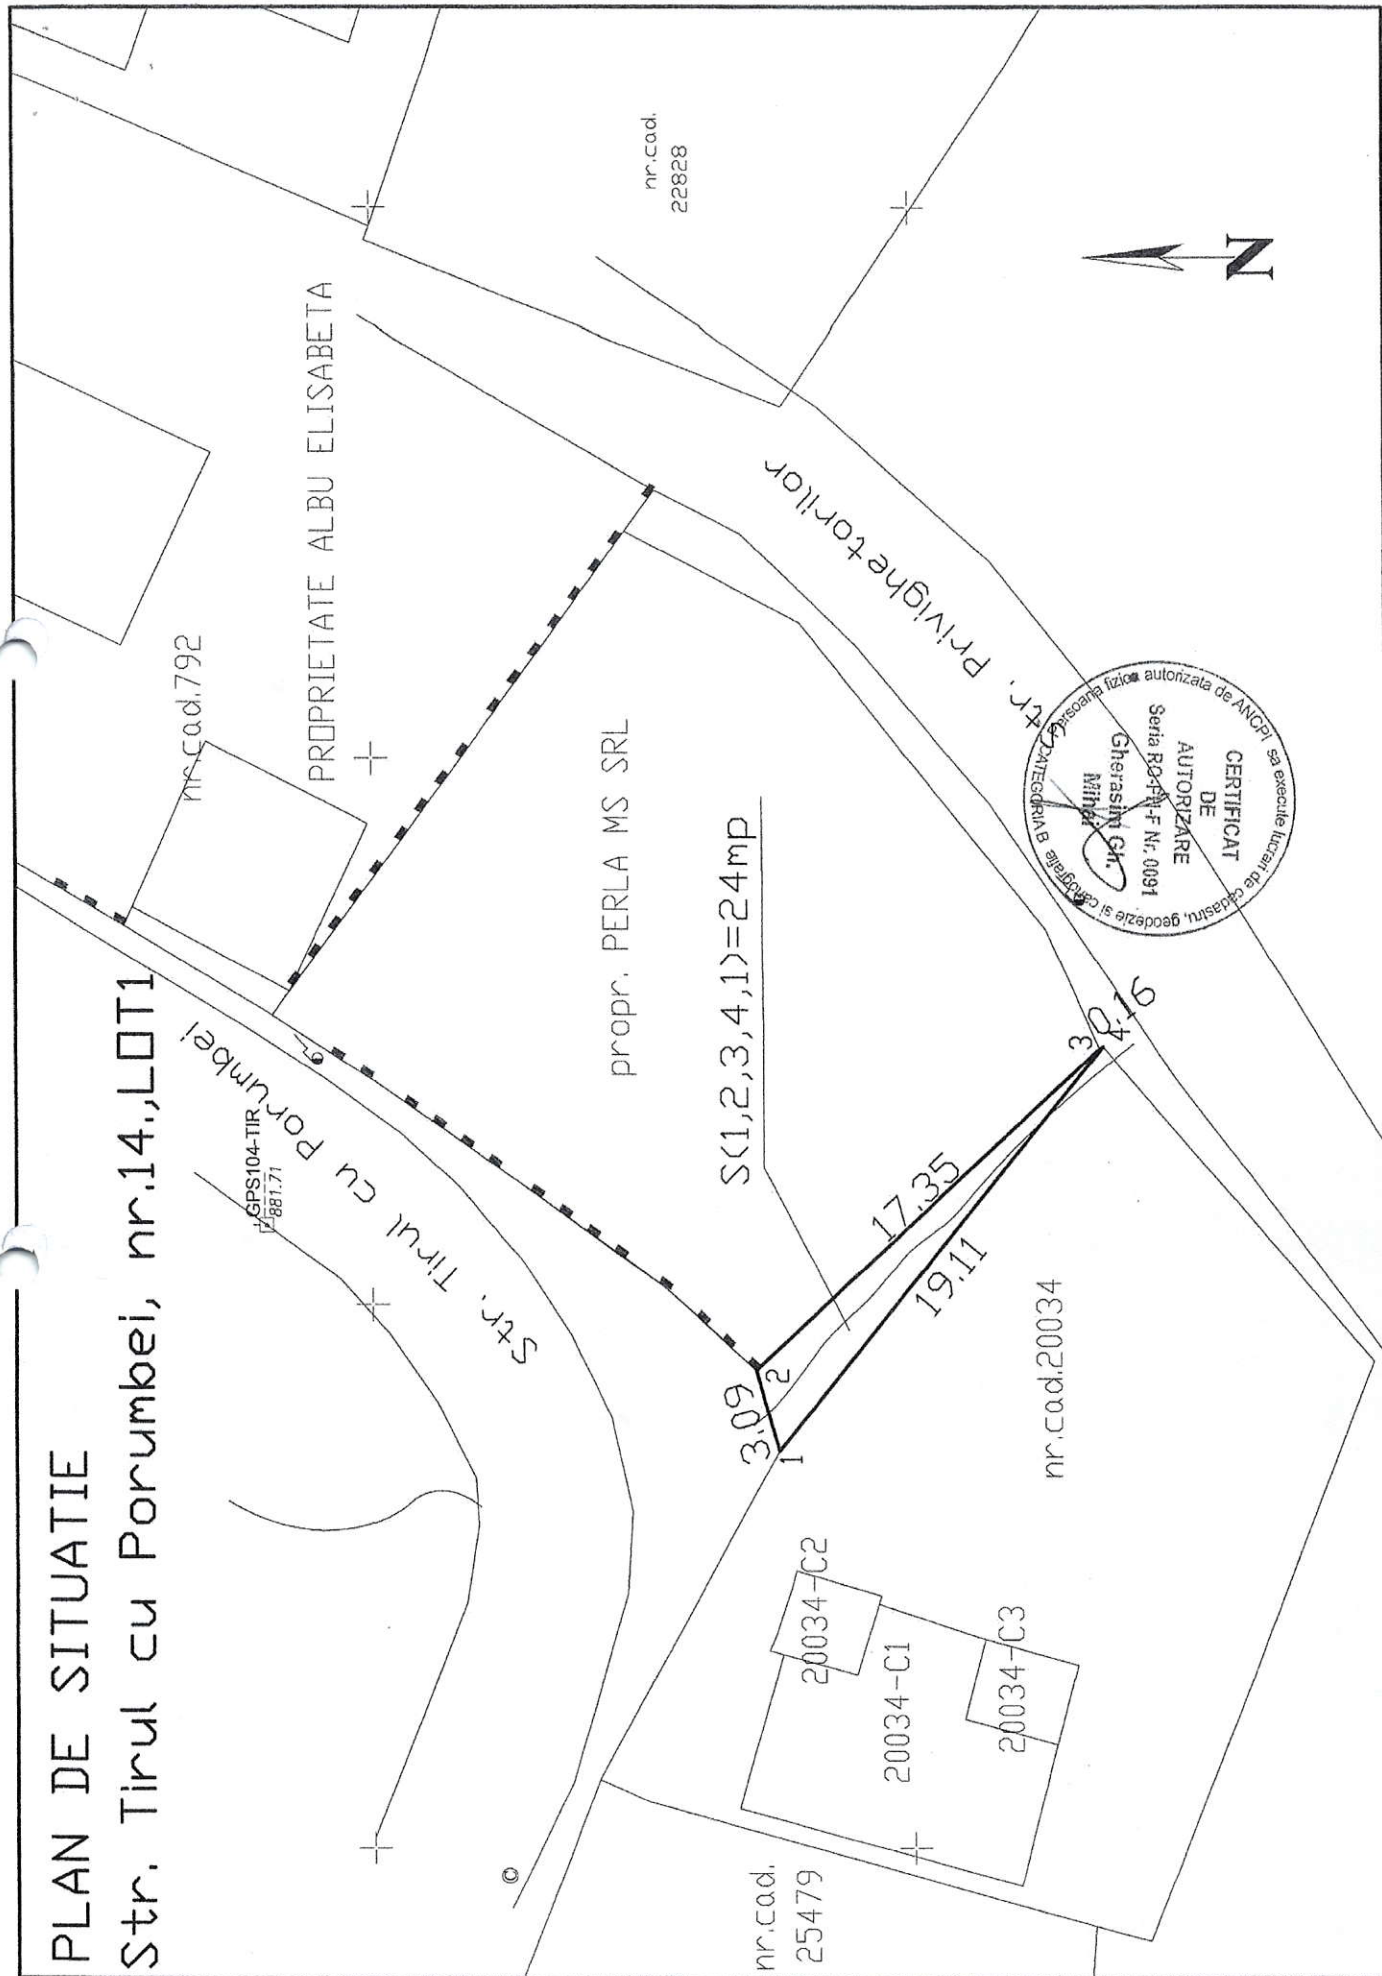 PLAN DE SITUATIE
Str. Tirul cu Porumbei, nr.14.,LOT1
GPS104-TIR
881.71
Str. Tirul cu Porumbei
nr.cad.792
PROPRIETATE ALBU ELISABETA
nr.cad.
22828
propr. PERLA MS SRL
S(1,2,3,4,1)=24mp
Str. Privighetorilor
3.09
1
2
17.35
19.11
3
4
0.16
nr.cad.20034
20034-C2
20034-C1
20034-C3
nr.cad.
25479
©
N
Persoana fizica autorizata de ANCPI sa execute lucrari de cadastru, geodezie si cartografie
CERTIFICAT
DE
AUTORIZARE
Seria RO-PH-F Nr. 0091
Gherasim Gh.
Mihai
CATEGORIA B